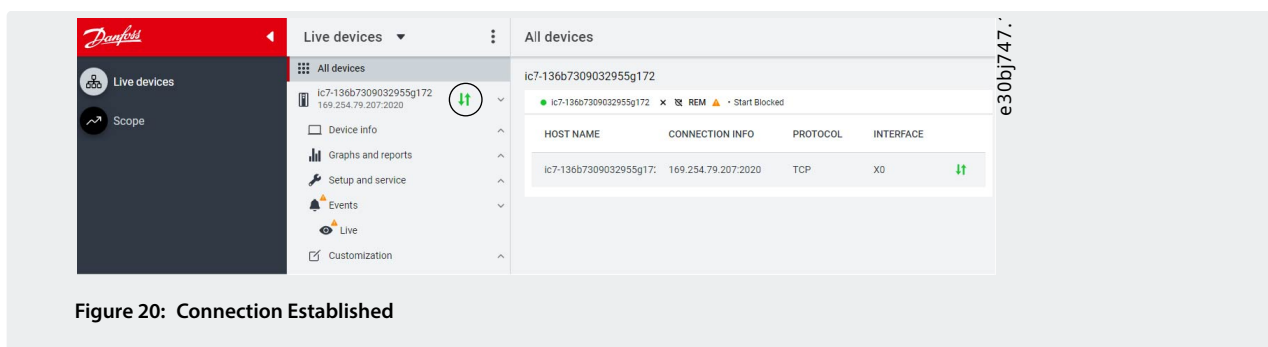 Danfoss
Live devices
Scope
Live devices
All devices
ic7-136b7309032955g172
169.254.79.207:2020
Device info
Graphs and reports
Setup and service
Events
Live
Customization
All devices
ic7-136b7309032955g172
ic7-136b7309032955g172 REM • Start Blocked
HOST NAME CONNECTION INFO PROTOCOL INTERFACE
ic7-136b7309032955g17: 169.254.79.207:2020 TCP X0
e30bj747.
Figure 20: Connection Established